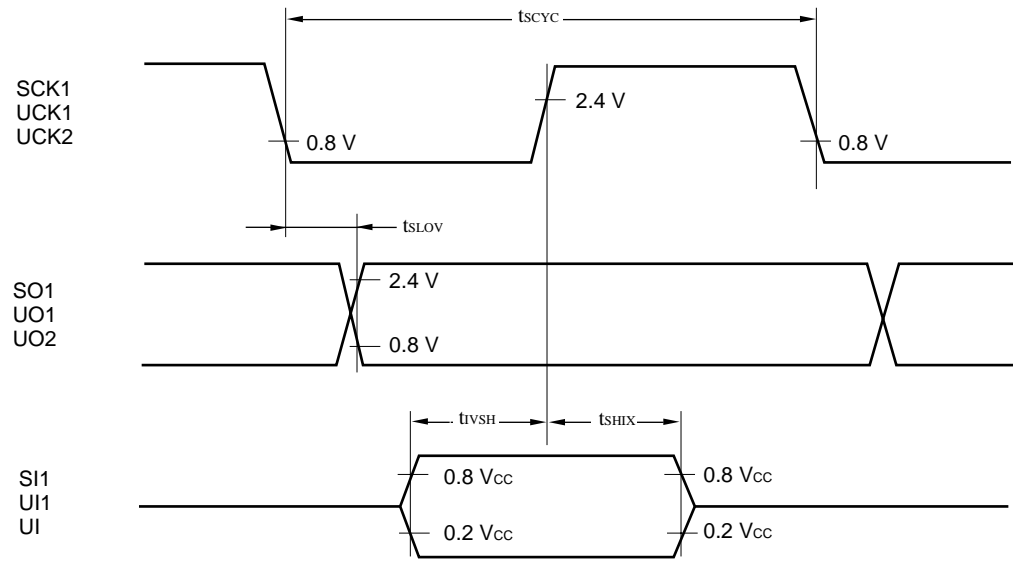 tSCYC
SCK1
UCK1
UCK2
2.4 V
0.8 V
0.8 V
tSLOV
SO1
UO1
UO2
2.4 V
0.8 V
tIVSH
tSHIX
SI1
UI1
UI
0.8 VCC
0.8 VCC
0.2 VCC
0.2 VCC